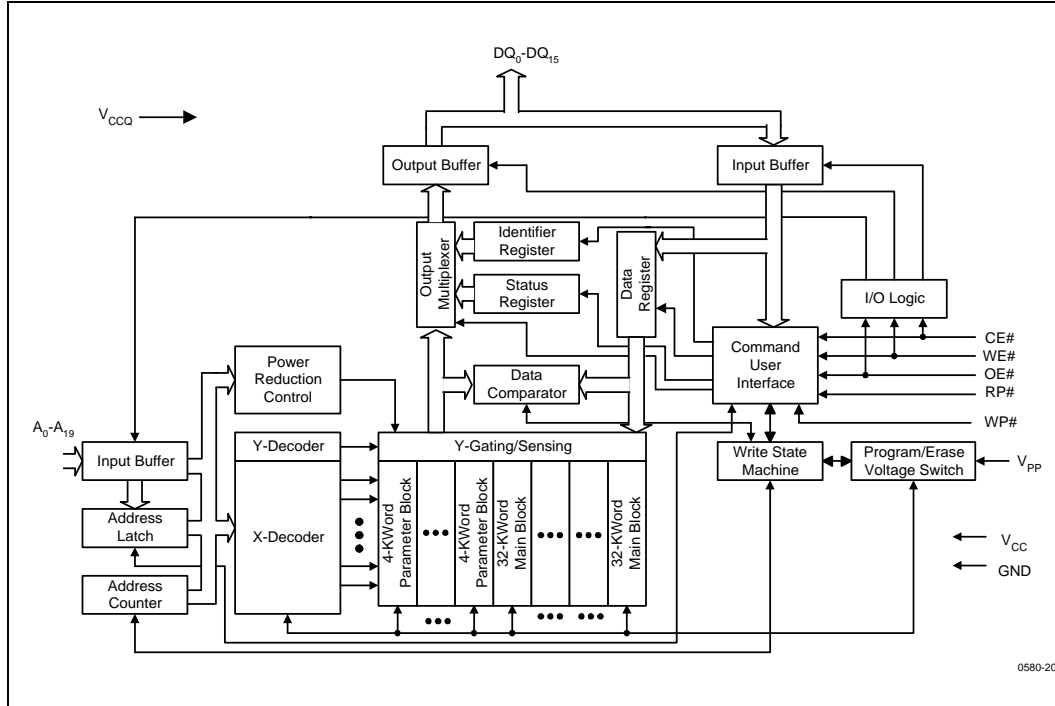 DQ0-DQ15
VCCQ
Output Buffer
Input Buffer
Output
Multiplexer
Identifier
Register
Status
Register
Data
Register
I/O Logic
CE#
WE#
OE#
RP#
WP#
Command
User
Interface
Power
Reduction
Control
Data
Comparator
A0-A19
Input Buffer
Y-Decoder
Y-Gating/Sensing
Write State
Machine
Program/Erase
Voltage Switch
VPP
Address
Latch
X-Decoder
4-KWord
Parameter Block
4-KWord
Parameter Block
32-KWord
Main Block
32-KWord
Main Block
VCC
GND
Address
Counter
0580-20